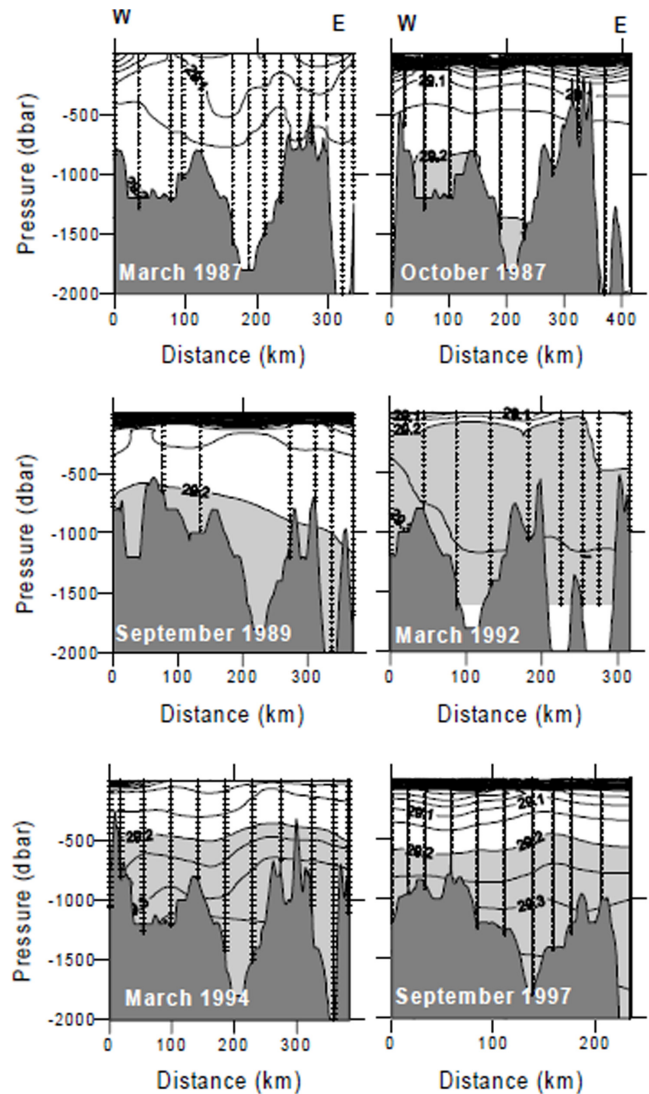 W E
W E
Pressure (dbar)
-500
-1000
-1500
-2000
March 1987
0 100 200 300
Distance (km)
29.1
29.2
October 1987
0 100 200 300 400
Distance (km)
Pressure (dbar)
-500
-1000
-1500
-2000
29.2
September 1989
0 100 200 300
Distance (km)
29.1 29.1
29.2
March 1992
0 100 200 300
Distance (km)
Pressure (dbar)
-500
-1000
-1500
-2000
29.2
March 1994
0 100 200 300
Distance (km)
29.1
29.1
29.2
29.2
29.3
September 1997
0 100 200
Distance (km)